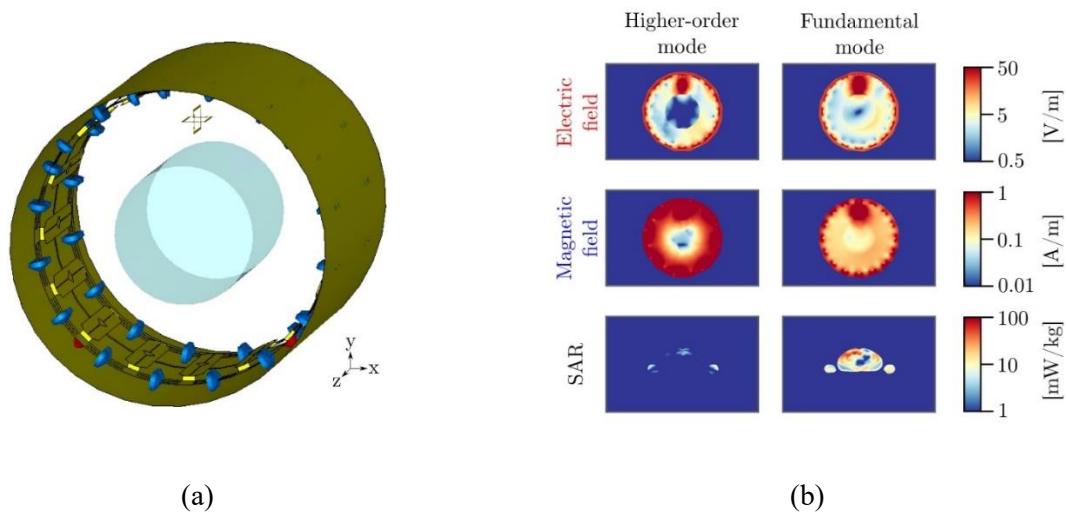 Higher-order
mode
Fundamental
mode
Electric
field
50
5
0.5
[V/m]
Magnetic
field
1
0.1
0.01
[A/m]
SAR
100
10
1
[mW/kg]
y
x
z
(a)
(b)